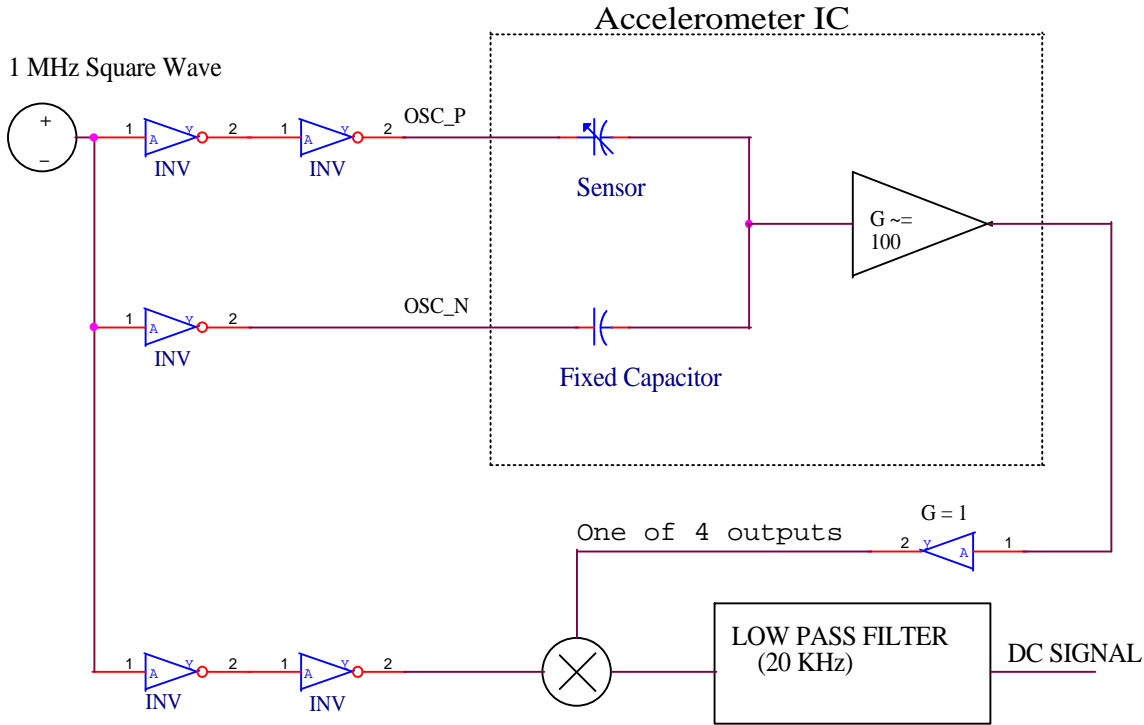 Accelerometer IC
1 MHz Square Wave
+
–
1 A Y 2
INV
1 A Y 2
INV
OSC_P
Sensor
G ~=
100
1 A Y 2
INV
OSC_N
Fixed Capacitor
One of 4 outputs
G = 1
2 Y A 1
1 A Y 2
INV
1 A Y 2
INV
LOW PASS FILTER
(20 KHz)
DC SIGNAL